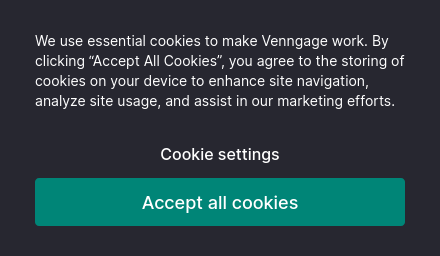 We use essential cookies to make Venngage work. By
clicking “Accept All Cookies”, you agree to the storing of
cookies on your device to enhance site navigation,
analyze site usage, and assist in our marketing efforts.
Cookie settings
Accept all cookies